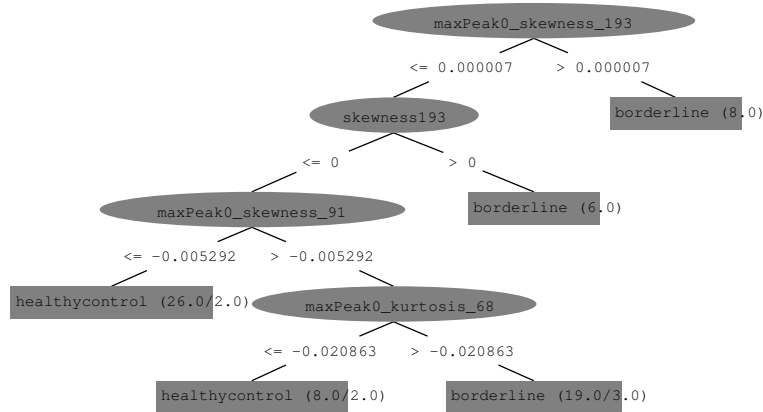 maxPeak0_skewness_193
<= 0.000007 > 0.000007
skewness193 borderline (8.0)
<= 0 > 0
maxPeak0_skewness_91 borderline (6.0)
<= −0.005292 > −0.005292
healthycontrol (26.0/2.0) maxPeak0_kurtosis_68
<= −0.020863 > −0.020863
healthycontrol (8.0/2.0) borderline (19.0/3.0)